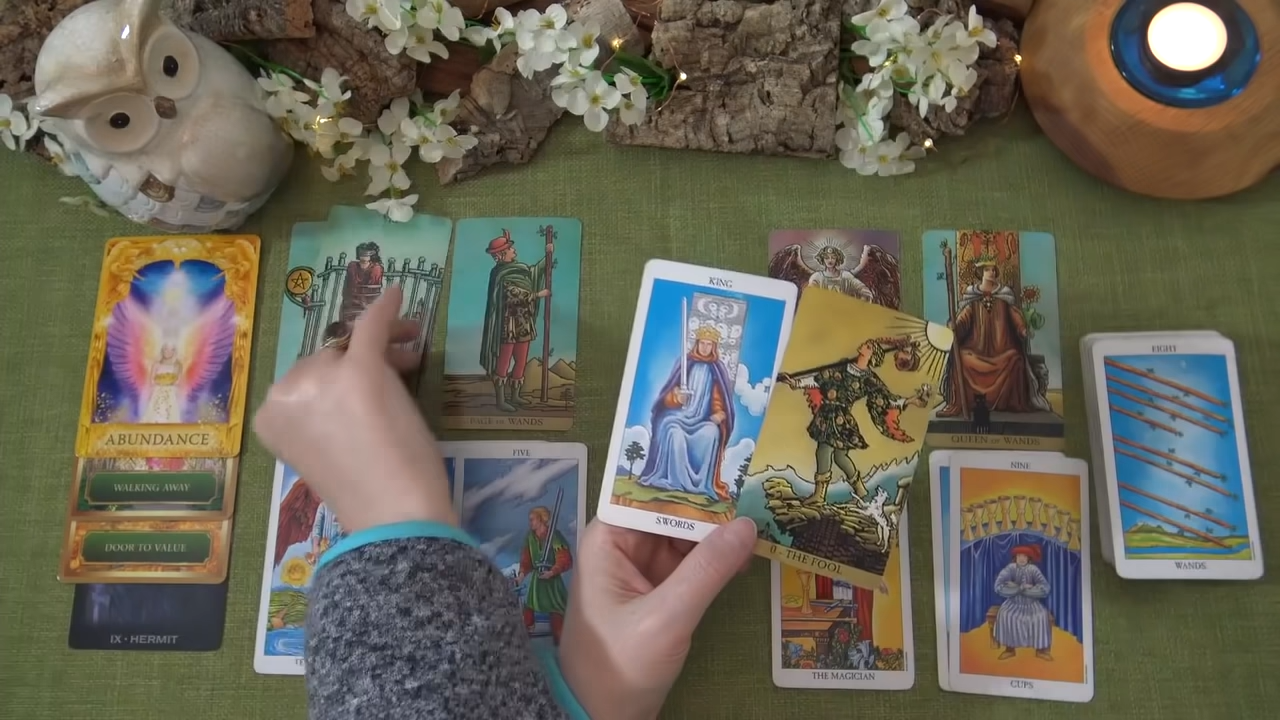 ABUNDANCE
WALKING AWAY
DOOR TO VALUE
IX · HERMIT
PAGE OF WANDS
FIVE
KING
SWORDS
0 - THE FOOL
THE MAGICIAN
QUEEN OF WANDS
NINE
CUPS
EIGHT
WANDS